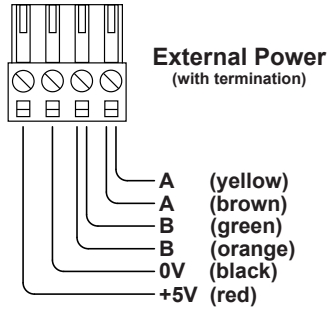 External Power
(with termination)
A (yellow)
A (brown)
B (green)
B (orange)
0V (black)
+5V (red)